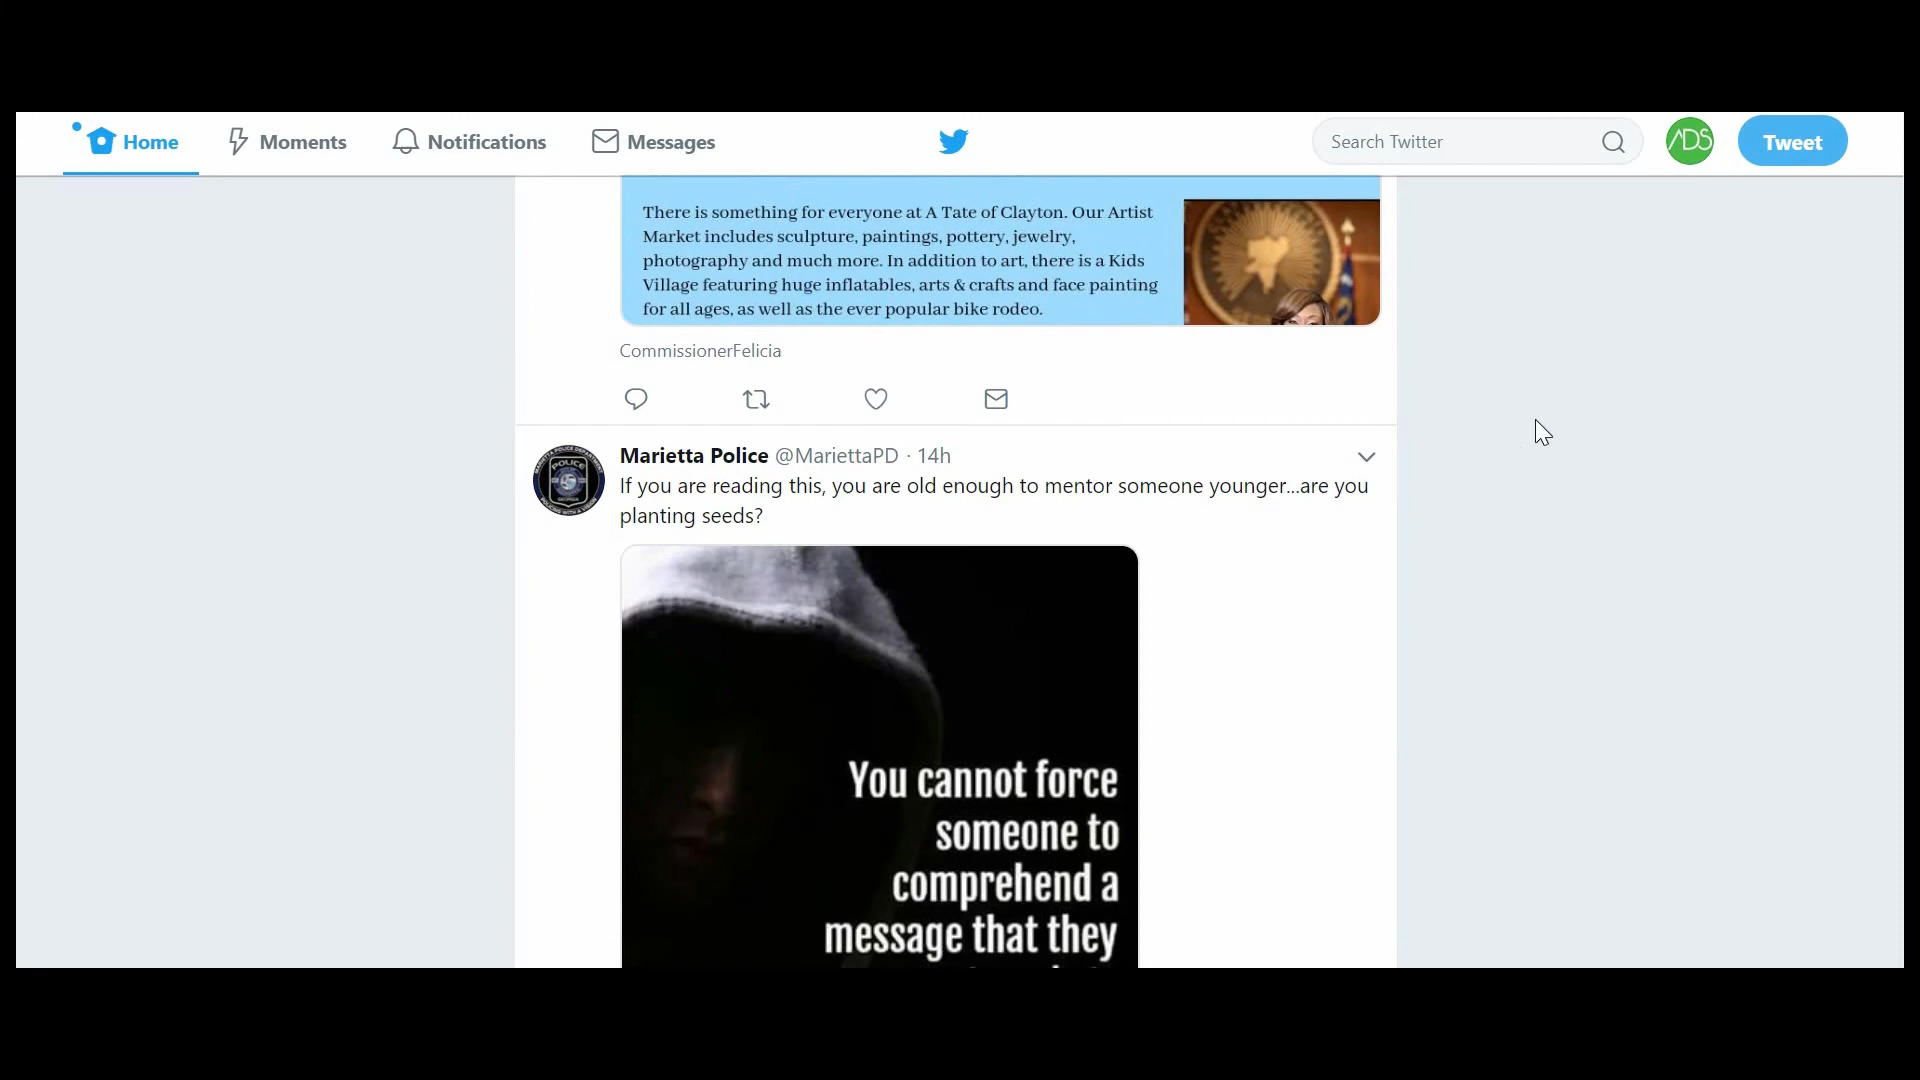 Home
Moments
Notifications
Messages
Search Twitter
ADS
Tweet
There is something for everyone at A Tate of Clayton. Our Artist
Market includes sculpture, paintings, pottery, jewelry,
photography and much more. In addition to art, there is a Kids
Village featuring huge inflatables, arts & crafts and face painting
for all ages, as well as the ever popular bike rodeo.
CommissionerFelicia
Marietta Police @MariettaPD · 14h
If you are reading this, you are old enough to mentor someone younger...are you
planting seeds?
POLICE
You cannot force
someone to
comprehend a
message that they